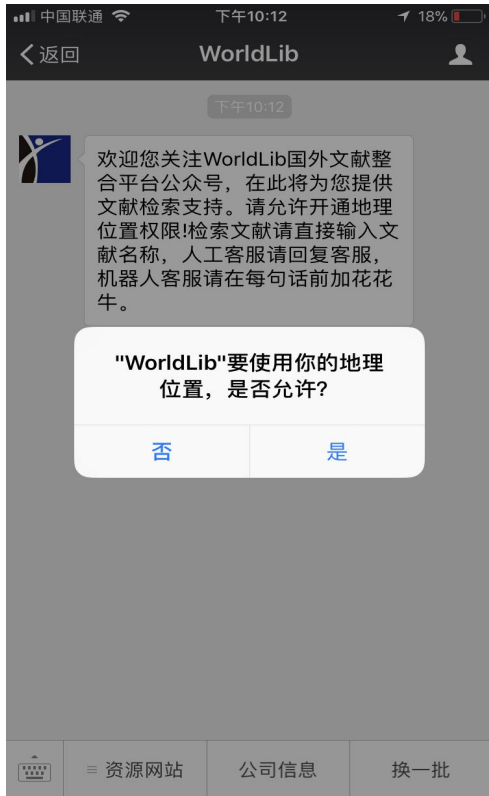 中国联通 下午10:12 18%
返回 WorldLib
下午10:12
欢迎您关注WorldLib国外文献整
合平台公众号，在此将为您提供
文献检索支持。请允许开通地理
位置权限!检索文献请直接输入文
献名称，人工客服请回复客服，
机器人客服请在每句话前加花花
牛。
"WorldLib"要使用你的地理
位置，是否允许?
否 是
资源网站 公司信息 换一批